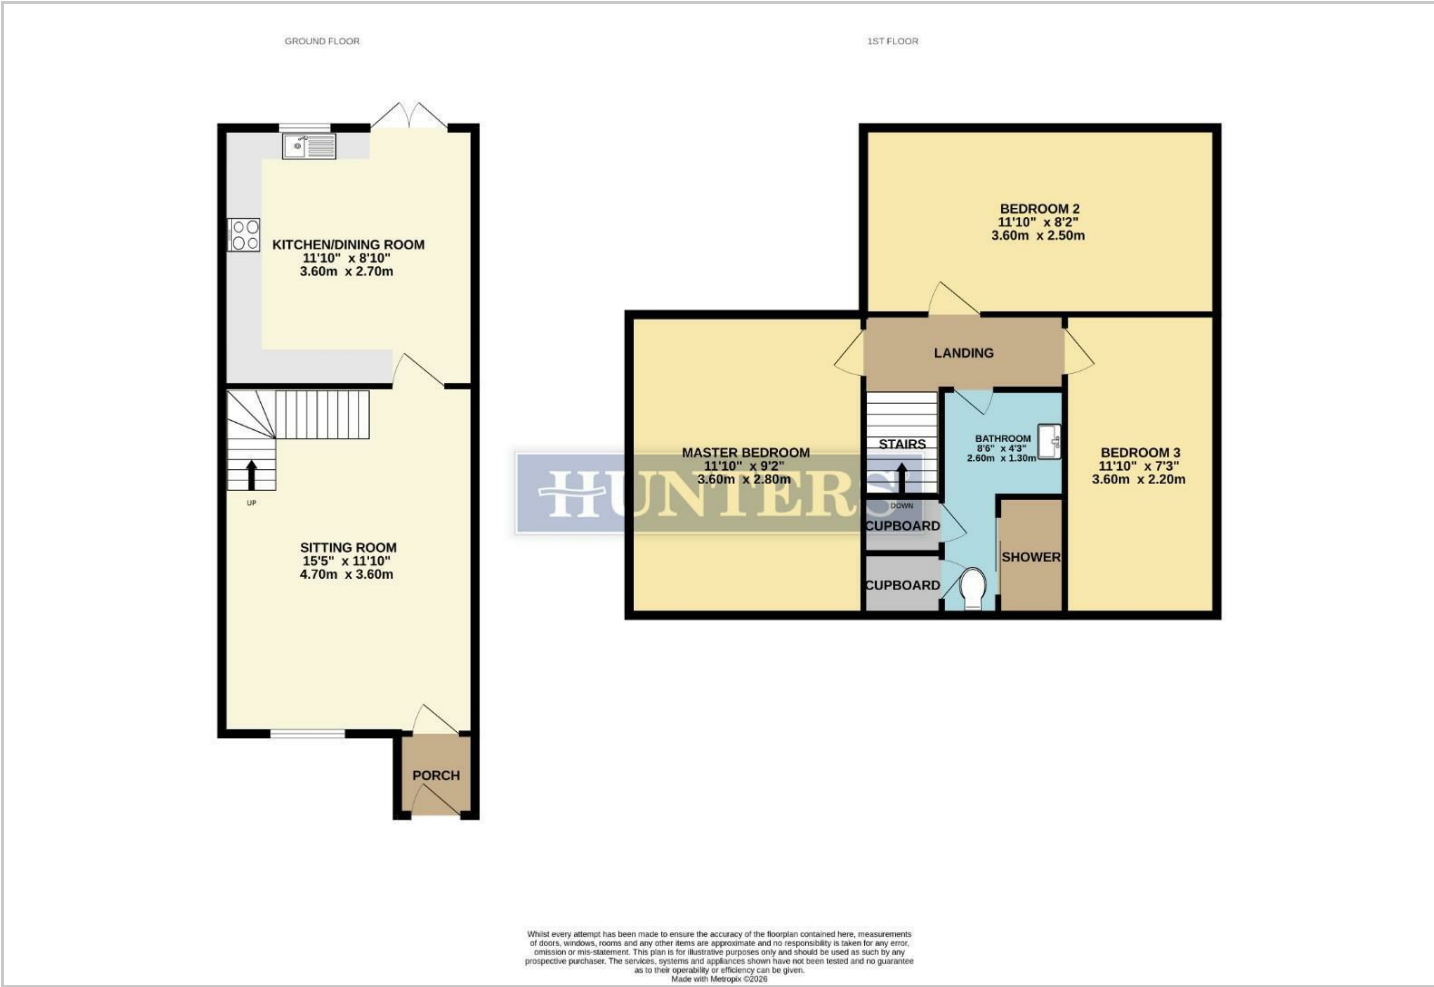 GROUND FLOOR
1ST FLOOR
KITCHEN/DINING ROOM
11'10" x 8'10"
3.60m x 2.70m
UP
SITTING ROOM
15'5" x 11'10"
4.70m x 3.60m
PORCH
BEDROOM 2
11'10" x 8'2"
3.60m x 2.50m
LANDING
MASTER BEDROOM
11'10" x 9'2"
3.60m x 2.80m
STAIRS
BATHROOM
8'6" x 4'3"
2.60m x 1.30m
BEDROOM 3
11'10" x 7'3"
3.60m x 2.20m
HUNTERS
DOWN
CUPBOARD
SHOWER
CUPBOARD
Whilst every attempt has been made to ensure the accuracy of the floorplan contained here, measurements
of doors, windows, rooms and any other items are approximate and no responsibility is taken for any error,
omission or mis-statement. This plan is for illustrative purposes only and should be used as such by any
prospective purchaser. The services, systems and appliances shown have not been tested and no guarantee
as to their operability or efficiency can be given.
Made with Metropix ©2026